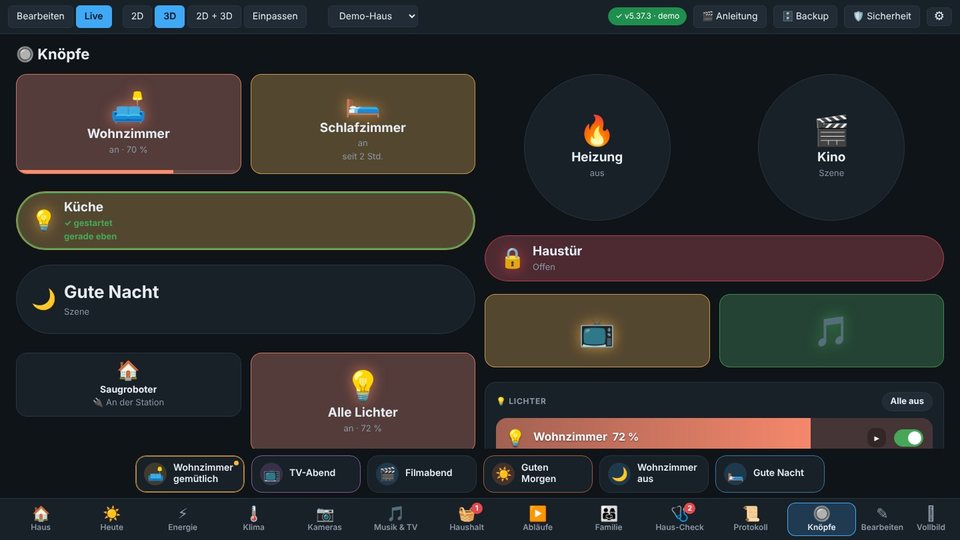 Bearbeiten Live 2D 3D 2D + 3D Einpassen Demo-Haus ✓ v5.37.3 · demo Anleitung Backup Sicherheit
Knöpfe
Wohnzimmer
an · 70 %
Schlafzimmer
an
seit 2 Std.
Heizung
aus
Kino
Szene
Küche
✓ gestartet
gerade eben
Haustür
Offen
Gute Nacht
Szene
Saugroboter
An der Station
Alle Lichter
an · 72 %
LICHTER
Alle aus
Wohnzimmer 72 %
Wohnzimmer
gemütlich
TV-Abend
Filmabend
Guten
Morgen
Wohnzimmer
aus
Gute Nacht
Haus
Heute
Energie
Klima
Kameras
Musik & TV
1
Haushalt
Abläufe
Familie
2
Haus-Check
Protokoll
Knöpfe
Bearbeiten
Vollbild